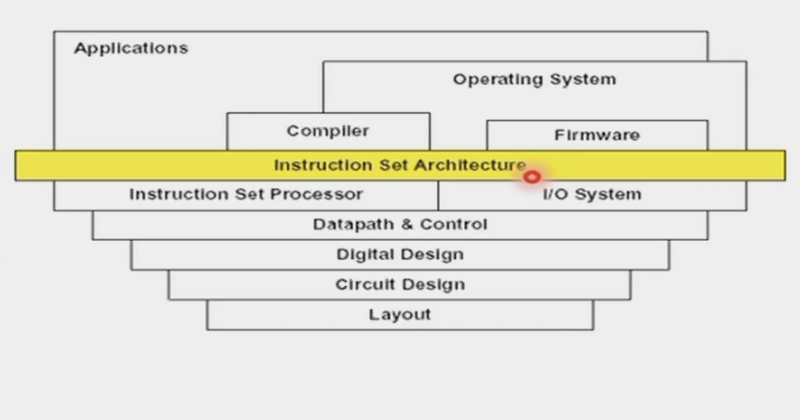 Applications
Operating System
Compiler
Firmware
Instruction Set Architecture
Instruction Set Processor
I/O System
Datapath & Control
Digital Design
Circuit Design
Layout